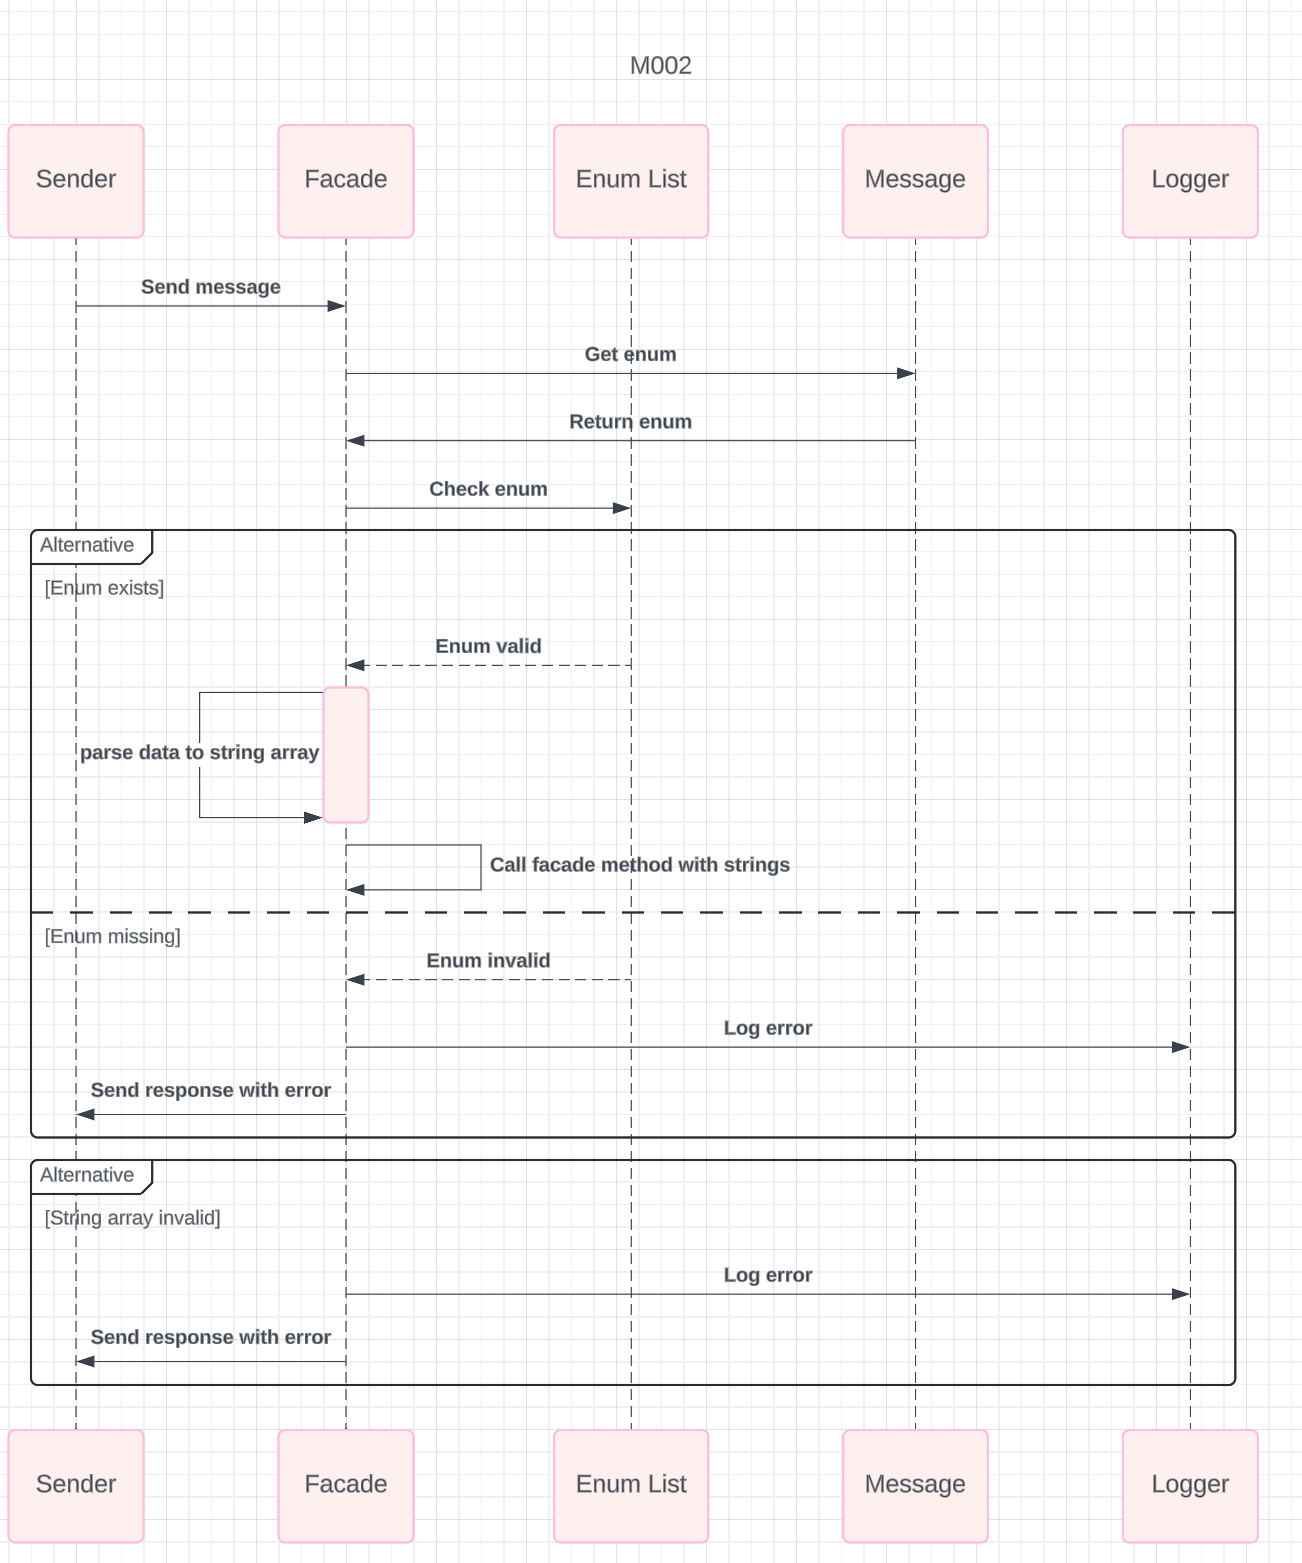 M002
Sender
Facade
Enum List
Message
Logger
Send message
Get enum
Return enum
Check enum
Alternative
[Enum exists]
Enum valid
parse data to string array
Call facade method with strings
[Enum missing]
Enum invalid
Log error
Send response with error
Alternative
[String array invalid]
Log error
Send response with error
Sender
Facade
Enum List
Message
Logger